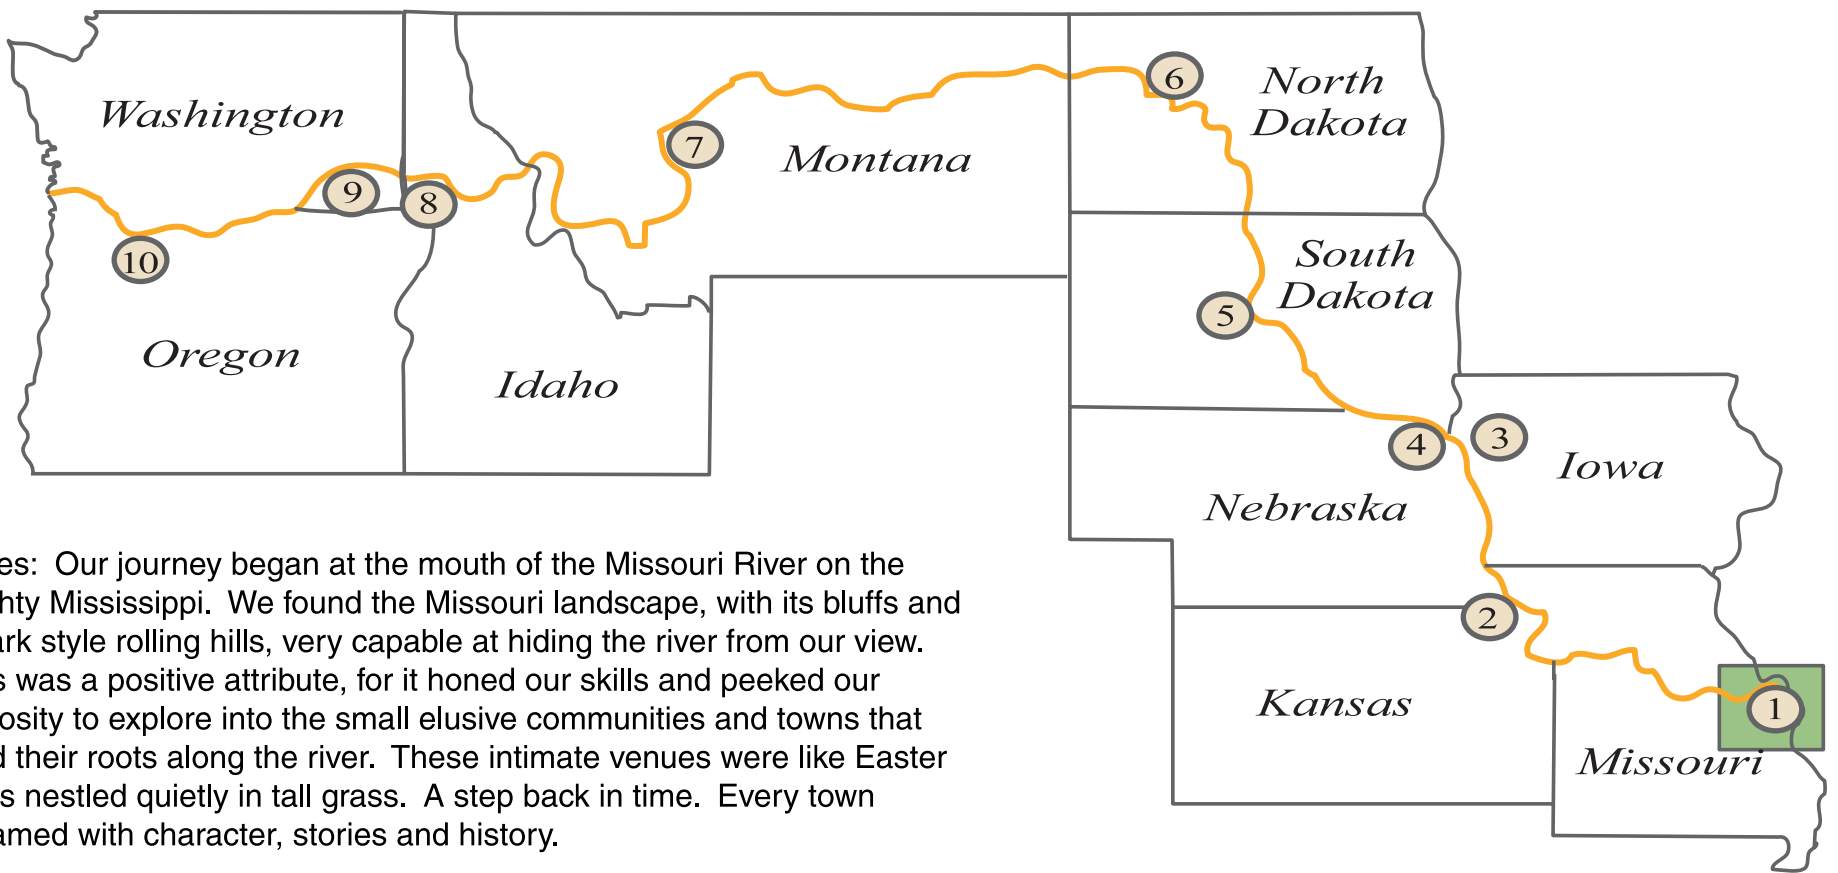 Washington
Montana
North
Dakota
South
Dakota
Oregon
Idaho
Nebraska
Iowa
Kansas
Missouri
6
7
9
8
10
5
4
3
2
1
es: Our journey began at the mouth of the Missouri River on the
hty Mississippi. We found the Missouri landscape, with its bluffs and
ark style rolling hills, very capable at hiding the river from our view.
s was a positive attribute, for it honed our skills and peeked our
osity to explore into the small elusive communities and towns that
d their roots along the river. These intimate venues were like Easter
s nestled quietly in tall grass. A step back in time. Every town
amed with character, stories and history.